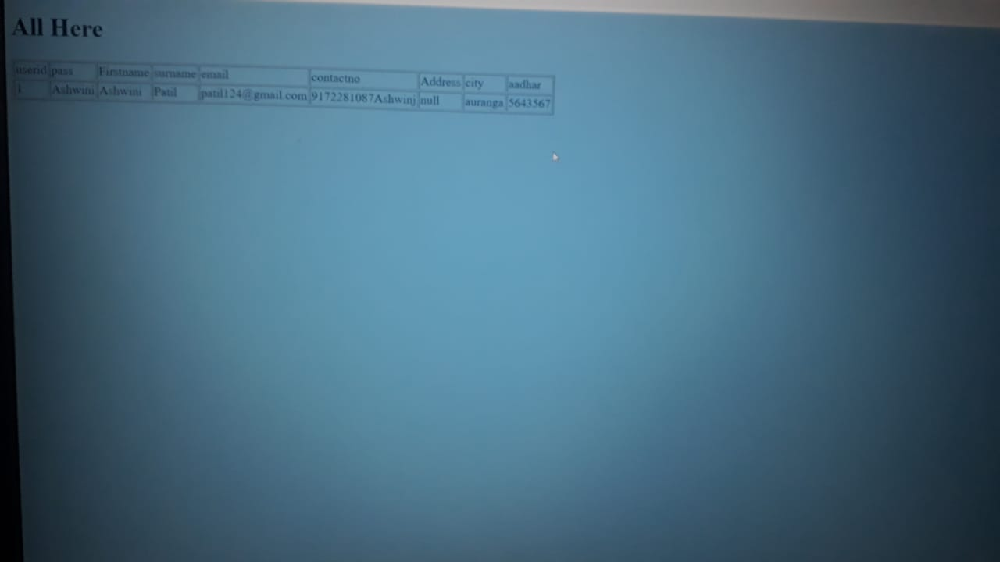 All Here
userid pass Firstname surname email contactno Address city aadhar
1 Ashwini Ashwini Patil patil124@gmail.com 9172281087Ashwinj null auranga 5643567